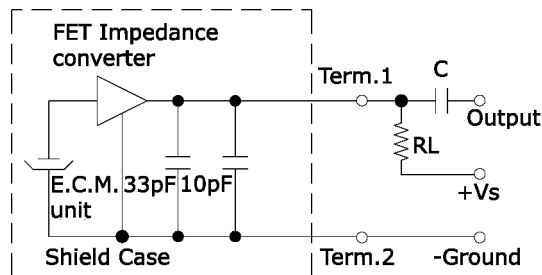 FET Impedance
converter
Term.1
C
Output
RL
E.C.M. 33pF 10pF
unit
+Vs
Shield Case
Term.2
-Ground